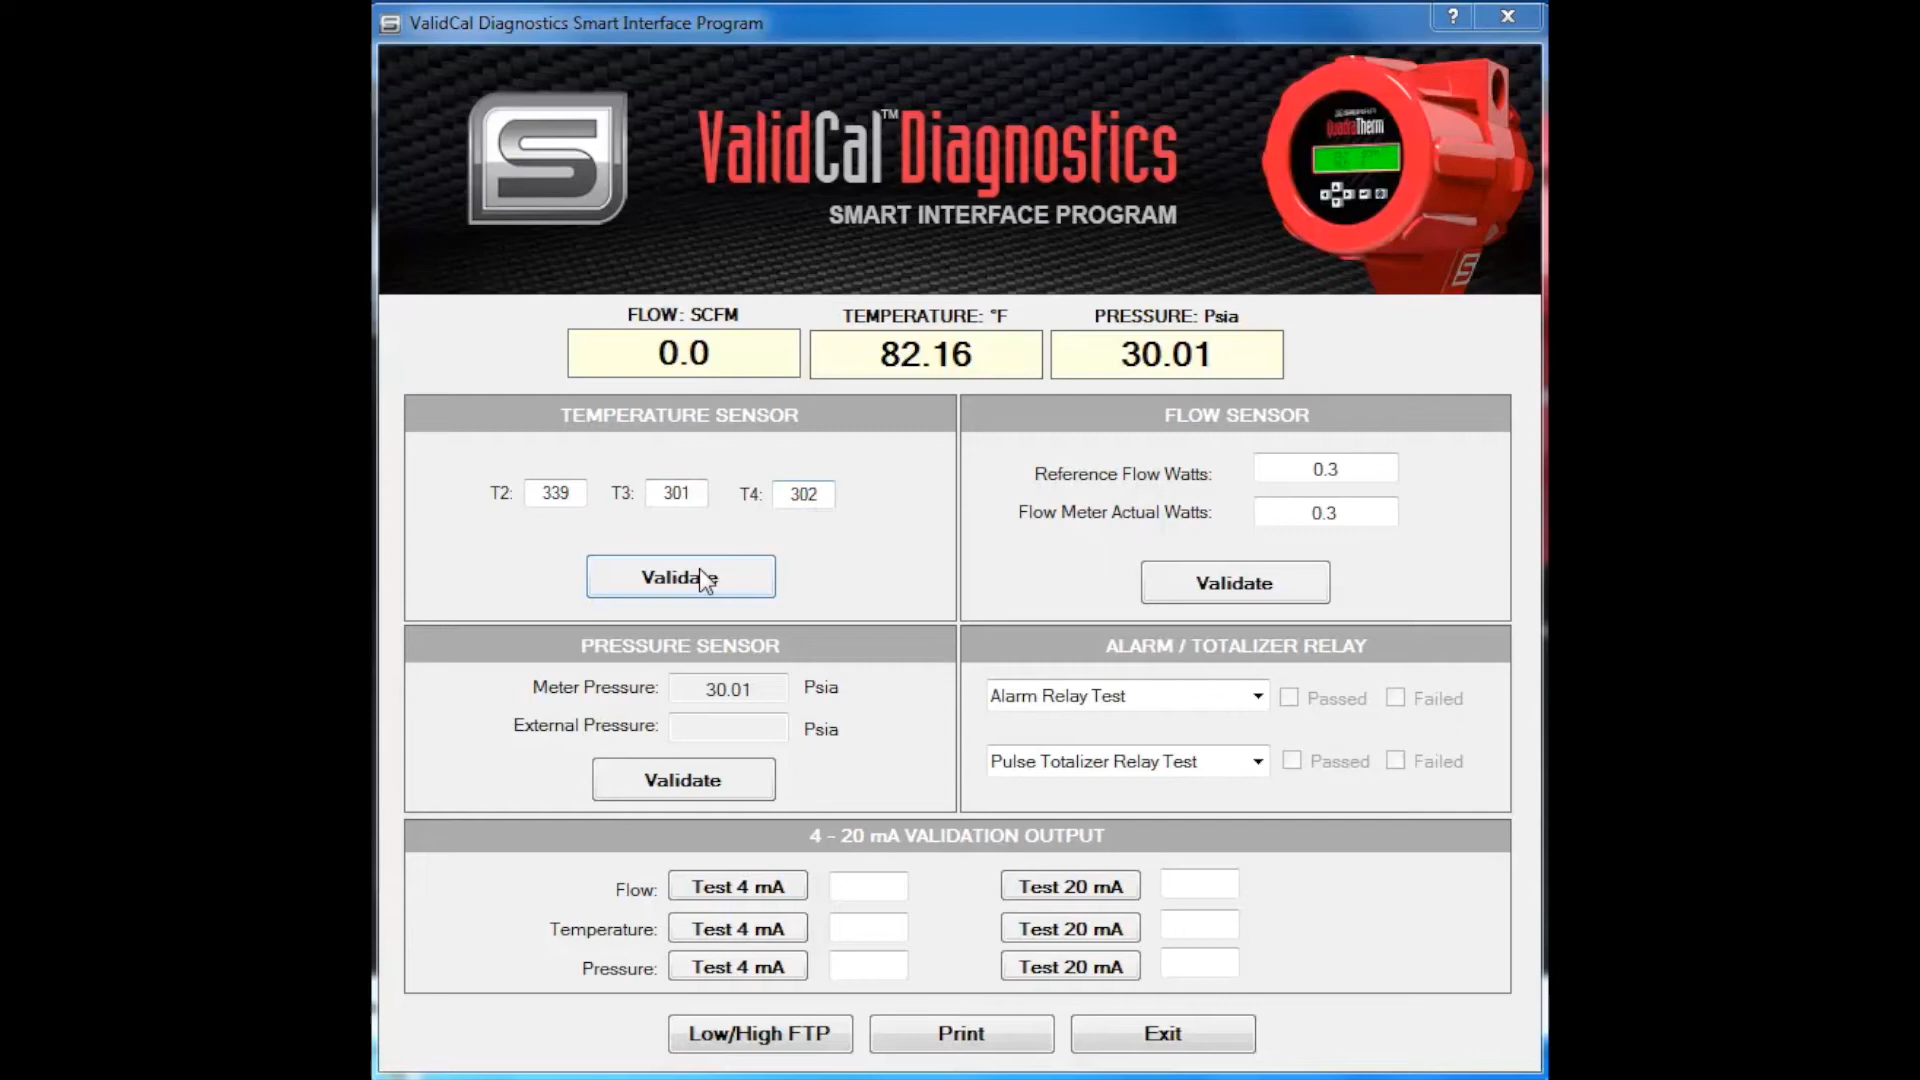 ValidCal Diagnostics Smart Interface Program
?
X
S
ValidCal™ Diagnostics
SMART INTERFACE PROGRAM
SIERRA
QuadraTherm
FLOW: SCFM
TEMPERATURE: °F
PRESSURE: Psia
0.0
82.16
30.01
TEMPERATURE SENSOR
T2: 339 T3: 301 T4: 302
Validate
FLOW SENSOR
Reference Flow Watts: 0.3
Flow Meter Actual Watts: 0.3
Validate
PRESSURE SENSOR
Meter Pressure: 30.01 Psia
External Pressure: Psia
Validate
ALARM / TOTALIZER RELAY
Alarm Relay Test Passed Failed
Pulse Totalizer Relay Test Passed Failed
4 - 20 mA VALIDATION OUTPUT
Flow: Test 4 mA Test 20 mA
Temperature: Test 4 mA Test 20 mA
Pressure: Test 4 mA Test 20 mA
Low/High FTP
Print
Exit